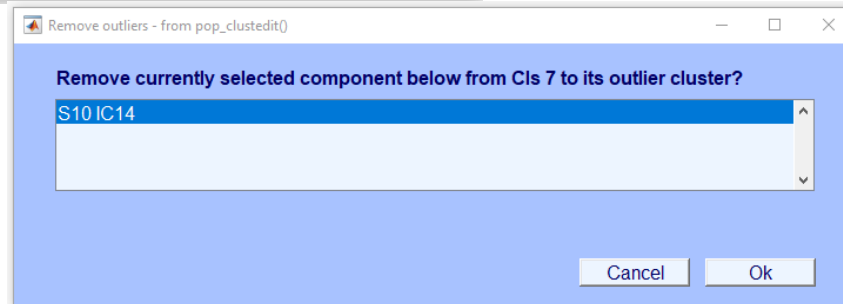 Remove outliers - from pop_clustedit()
Remove currently selected component below from Cls 7 to its outlier cluster?
S10 IC14
Cancel
Ok